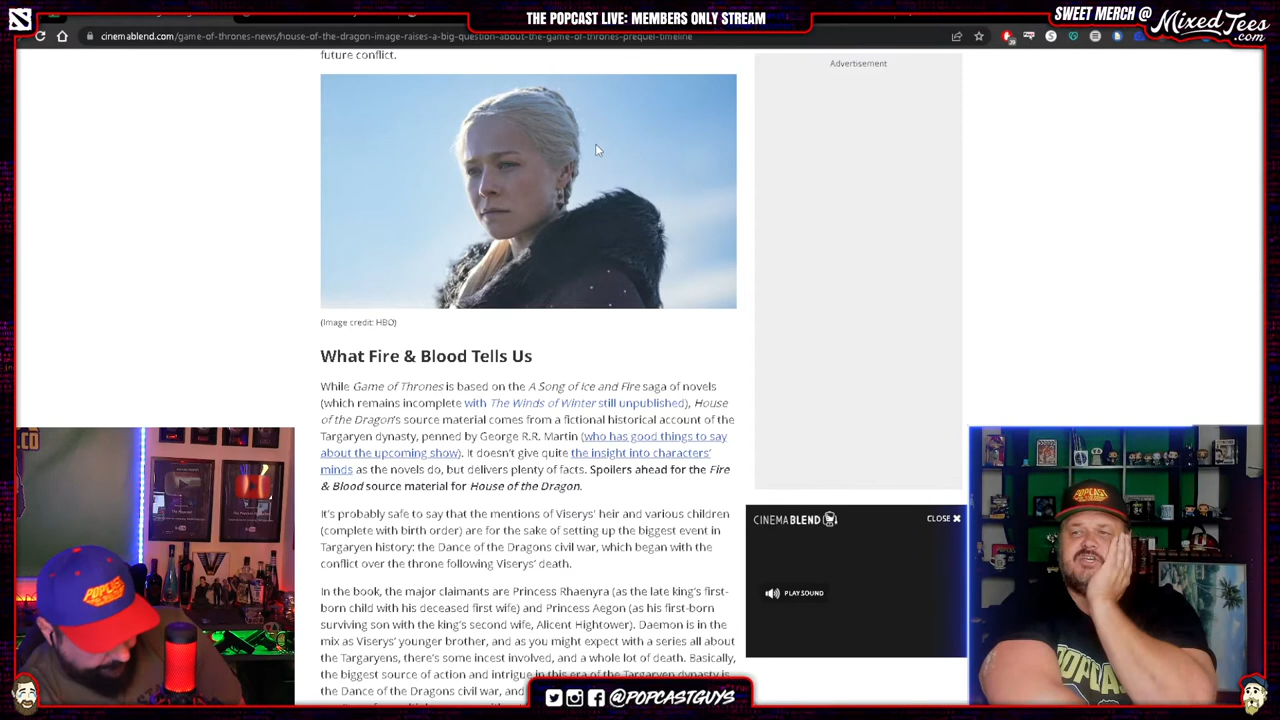 THE POPCAST LIVE: MEMBERS ONLY STREAM
SWEET MERCH @ MixedTees.com
cinemablend.com/game-of-thrones-news/house-of-the-dragon-image-raises-a-big-question-about-the-game-of-thrones-prequel-timeline
future conflict.
Advertisement
(Image credit: HBO)
What Fire & Blood Tells Us
While Game of Thrones is based on the A Song of Ice and Fire saga of novels
(which remains incomplete with The Winds of Winter still unpublished), House
of the Dragon's source material comes from a fictional historical account of the
Targaryen dynasty, penned by George R.R. Martin (who has good things to say
about the upcoming show). It doesn't give quite the insight into characters'
minds as the novels do, but delivers plenty of facts. Spoilers ahead for the Fire
& Blood source material for House of the Dragon.
It's probably safe to say that the mentions of Viserys' heir and various children
(complete with birth order) are for the sake of setting up the biggest event in
Targaryen history: the Dance of the Dragons civil war, which began with the
conflict over the throne following Viserys' death.
In the book, the major claimants are Princess Rhaenyra (as the late king's first-
born child with his deceased first wife) and Princess Aegon (as his first-born
surviving son with the king's second wife, Alicent Hightower). Daemon is in the
mix as Viserys' younger brother, and as you might expect with a series all about
the Targaryens, there's some incest involved, and a whole lot of death. Basically,
the biggest source of action and intrigue in this era of the Targaryen dynasty is
the Dance of the Dragons civil war, and
CINEMABLEND
CLOSE ✖
PLAY SOUND
.CO
POPCAST
POPCAST
@POPCASTGUYS